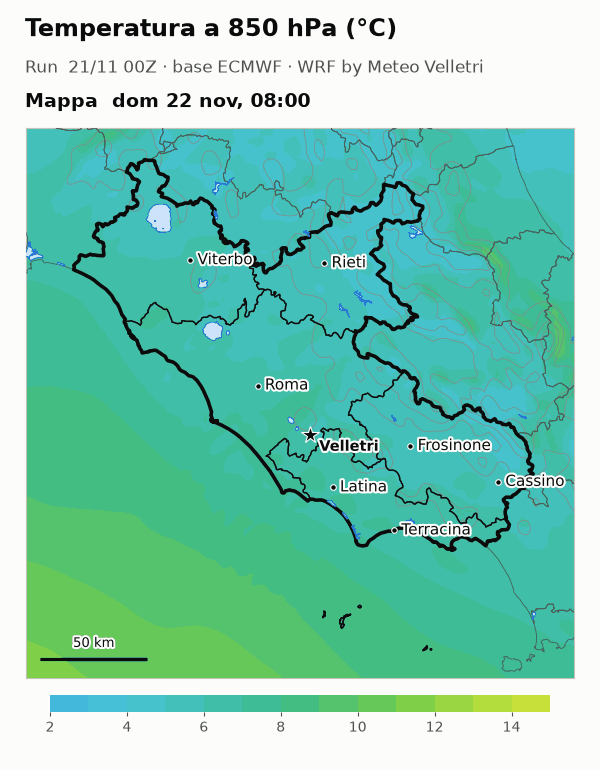 Temperatura a 850 hPa (°C)
Run 21/11 00Z · base ECMWF · WRF by Meteo Velletri
Mappa dom 22 nov, 08:00
Viterbo
Rieti
Roma
Velletri
Frosinone
Latina
Cassino
Terracina
50 km
2 4 6 8 10 12 14